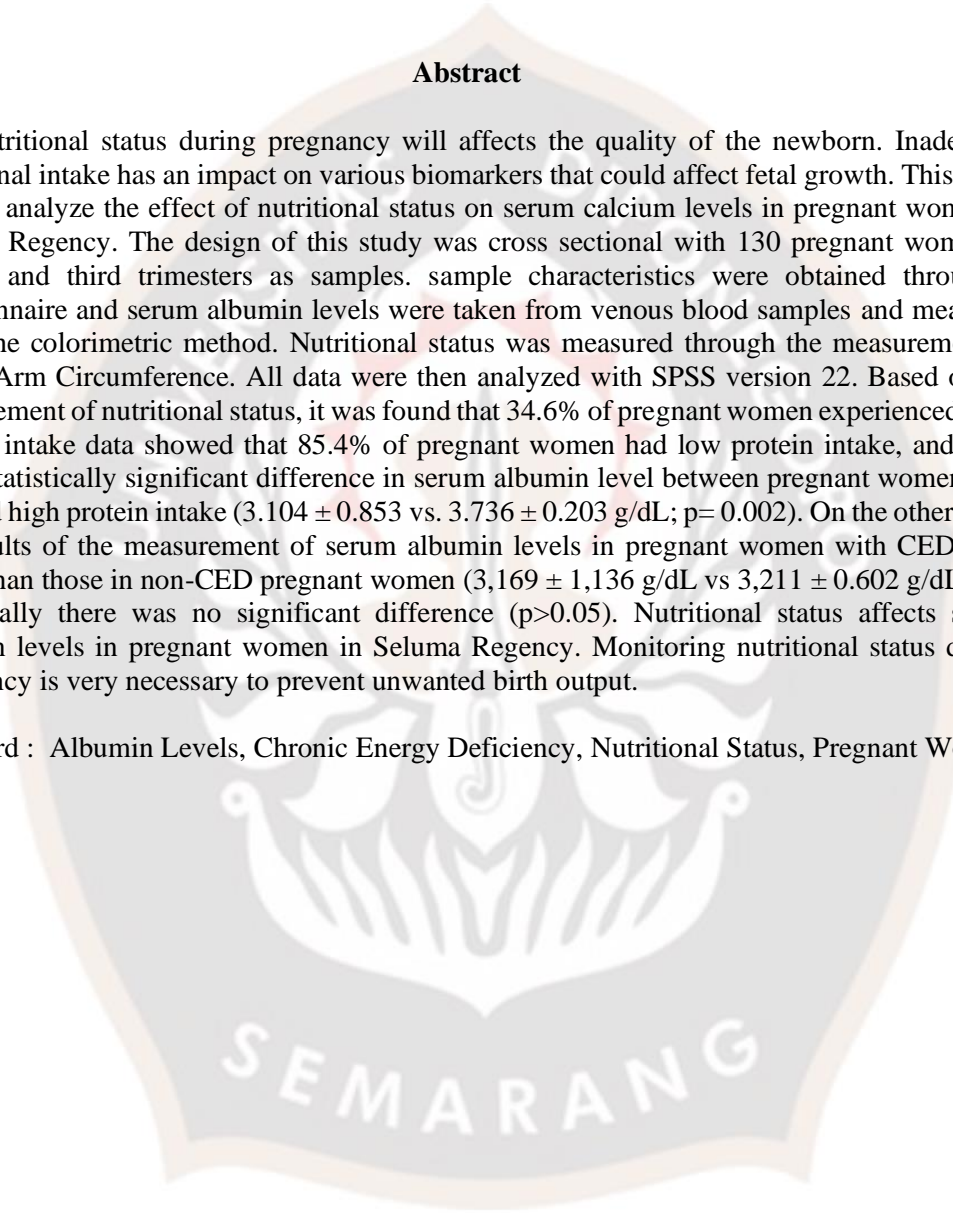 Abstract
tritional status during pregnancy will affects the quality of the newborn. Inade
nal intake has an impact on various biomarkers that could affect fetal growth. This
analyze the effect of nutritional status on serum calcium levels in pregnant wom
Regency. The design of this study was cross sectional with 130 pregnant wom
and third trimesters as samples. sample characteristics were obtained throu
nnaire and serum albumin levels were taken from venous blood samples and mea
ne colorimetric method. Nutritional status was measured through the measureme
Arm Circumference. All data were then analyzed with SPSS version 22. Based o
ement of nutritional status, it was found that 34.6% of pregnant women experienced
intake data showed that 85.4% of pregnant women had low protein intake, and
tatistically significant difference in serum albumin level between pregnant women
l high protein intake (3.104 ± 0.853 vs. 3.736 ± 0.203 g/dL; p= 0.002). On the other
ults of the measurement of serum albumin levels in pregnant women with CED
han those in non-CED pregnant women (3,169 ± 1,136 g/dL vs 3,211 ± 0.602 g/dL
ally there was no significant difference (p>0.05). Nutritional status affects s
n levels in pregnant women in Seluma Regency. Monitoring nutritional status d
ncy is very necessary to prevent unwanted birth output.
rd : Albumin Levels, Chronic Energy Deficiency, Nutritional Status, Pregnant W
UNIVERSITAS DIPONEGORO
SEMARANG